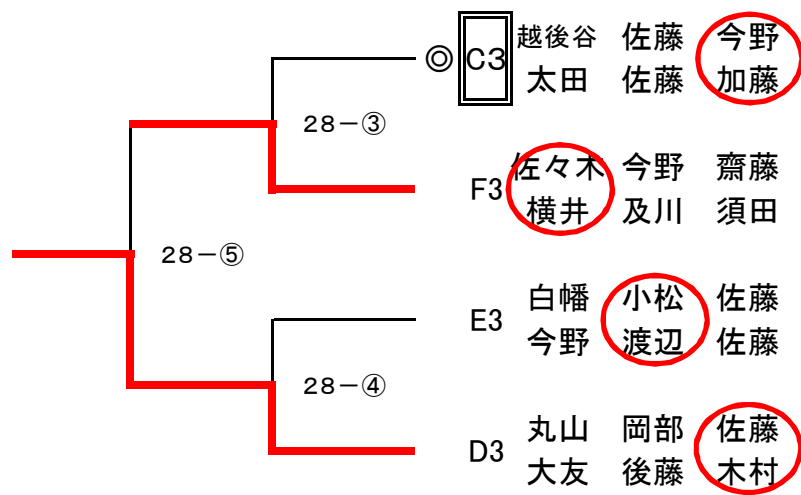 ◎ C3 越後谷 佐藤 今野
太田 佐藤 加藤
28－③
F3 佐々木 今野 齋藤
横井 及川 須田
28－⑤
E3 白幡 小松 佐藤
今野 渡辺 佐藤
28－④
D3 丸山 岡部 佐藤
大友 後藤 木村